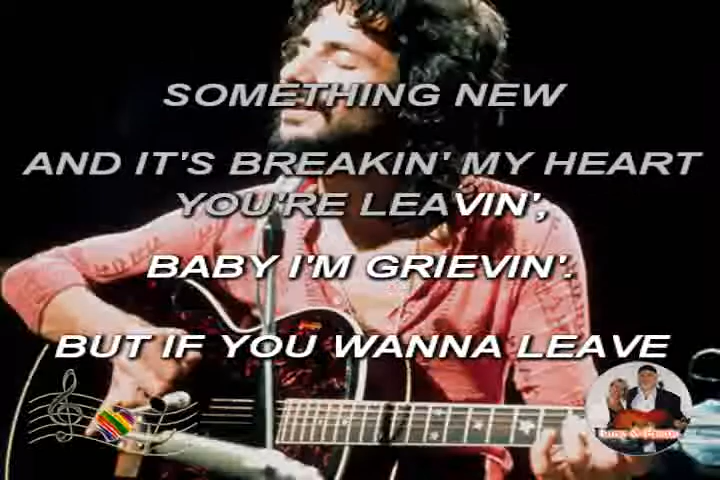 SOMETHING NEW
AND IT'S BREAKIN' MY HEART
YOU'RE LEAVIN',
BABY I'M GRIEVIN'.
BUT IF YOU WANNA LEAVE